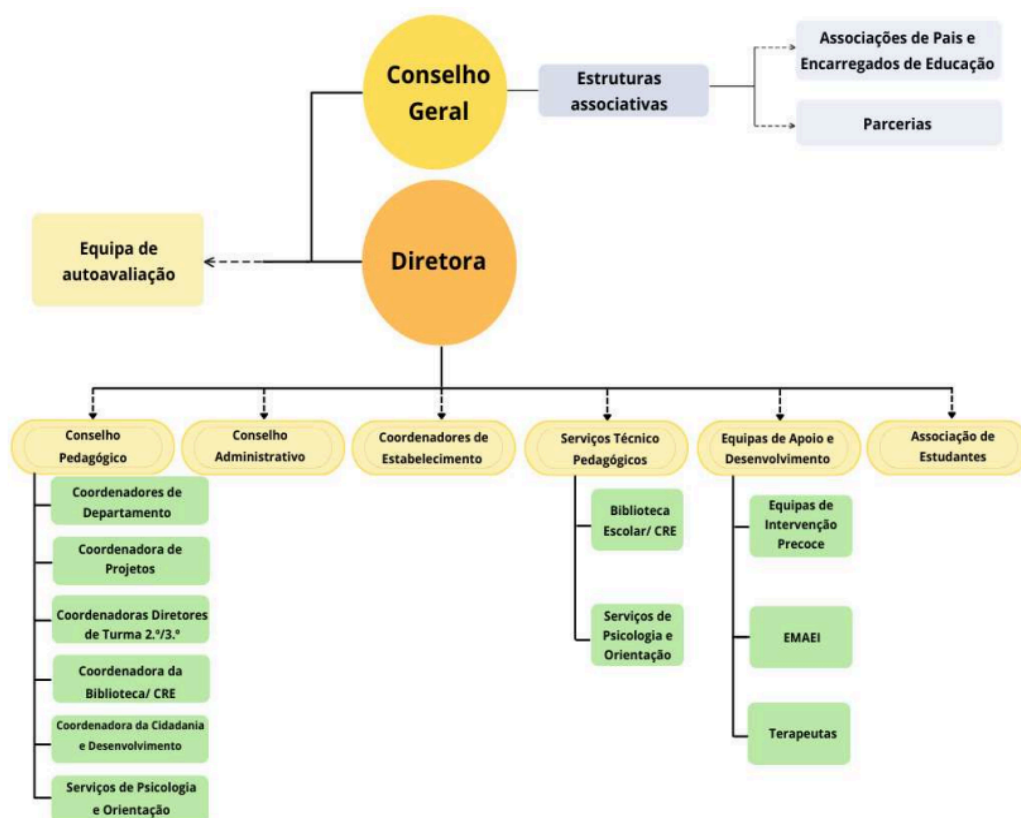 Conselho
Geral
Estruturas
associativas
Associações de Pais e
Encarregados de Educação
Parcerias
Equipa de
autoavaliação
Diretora
Conselho
Pedagógico
Conselho
Administrativo
Coordenadores de
Estabelecimento
Serviços Técnico
Pedagógicos
Equipas de Apoio e
Desenvolvimento
Associação de
Estudantes
Coordenadores de
Departamento
Coordenadora de
Projetos
Coordenadoras Diretores
de Turma 2.º/3.º
Coordenadora da
Biblioteca/ CRE
Coordenadora da Cidadania
e Desenvolvimento
Serviços de Psicologia
e Orientação
Biblioteca
Escolar/ CRE
Serviços de
Psicologia e
Orientação
Equipas de
Intervenção
Precoce
EMAEI
Terapeutas